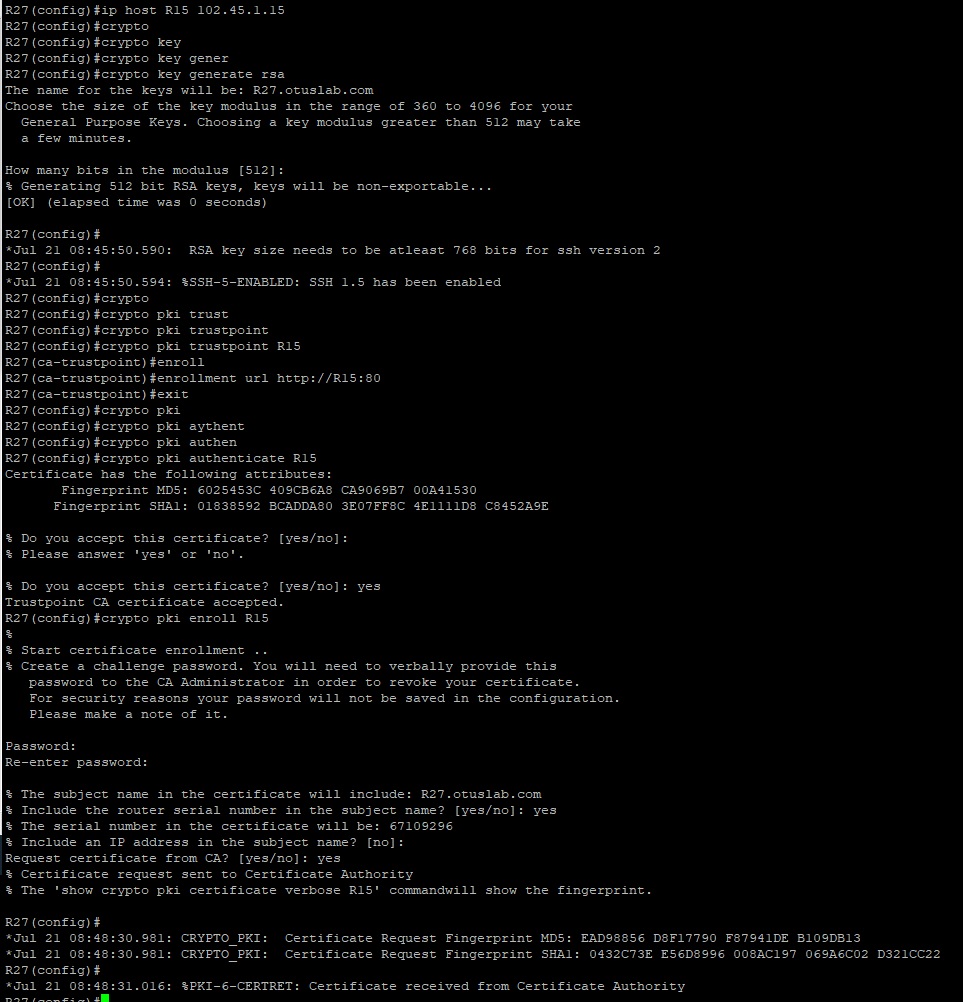 R27(config)#ip host R15 102.45.1.15
R27(config)#crypto
R27(config)#crypto key
R27(config)#crypto key gener
R27(config)#crypto key generate rsa
The name for the keys will be: R27.otuslab.com
Choose the size of the key modulus in the range of 360 to 4096 for your
  General Purpose Keys. Choosing a key modulus greater than 512 may take
  a few minutes.
How many bits in the modulus [512]:
% Generating 512 bit RSA keys, keys will be non-exportable...
[OK] (elapsed time was 0 seconds)
R27(config)#
*Jul 21 08:45:50.590:  RSA key size needs to be atleast 768 bits for ssh version 2
R27(config)#
*Jul 21 08:45:50.594: %SSH-5-ENABLED: SSH 1.5 has been enabled
R27(config)#crypto
R27(config)#crypto pki trust
R27(config)#crypto pki trustpoint
R27(config)#crypto pki trustpoint R15
R27(ca-trustpoint)#enroll
R27(ca-trustpoint)#enrollment url http://R15:80
R27(ca-trustpoint)#exit
R27(config)#crypto pki
R27(config)#crypto pki aythent
R27(config)#crypto pki authen
R27(config)#crypto pki authenticate R15
Certificate has the following attributes:
       Fingerprint MD5: 6025453C 409CB6A8 CA9069B7 00A41530
      Fingerprint SHA1: 01838592 BCADDA80 3E07FF8C 4E1111D8 C8452A9E
% Do you accept this certificate? [yes/no]:
% Please answer 'yes' or 'no'.
% Do you accept this certificate? [yes/no]: yes
Trustpoint CA certificate accepted.
R27(config)#crypto pki enroll R15
%
% Start certificate enrollment ..
% Create a challenge password. You will need to verbally provide this
   password to the CA Administrator in order to revoke your certificate.
   For security reasons your password will not be saved in the configuration.
   Please make a note of it.
Password:
Re-enter password:
% The subject name in the certificate will include: R27.otuslab.com
% Include the router serial number in the subject name? [yes/no]: yes
% The serial number in the certificate will be: 67109296
% Include an IP address in the subject name? [no]:
Request certificate from CA? [yes/no]: yes
% Certificate request sent to Certificate Authority
% The 'show crypto pki certificate verbose R15' commandwill show the fingerprint.
R27(config)#
*Jul 21 08:48:30.981: CRYPTO_PKI:  Certificate Request Fingerprint MD5: EAD98856 D8F17790 F87941DE B109DB13
*Jul 21 08:48:30.981: CRYPTO_PKI:  Certificate Request Fingerprint SHA1: 0432C73E E56D8996 008AC197 069A6C02 D321CC22
R27(config)#
*Jul 21 08:48:31.016: %PKI-6-CERTRET: Certificate received from Certificate Authority
R27(config)#